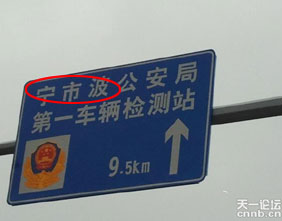 宁市波公安局
第一车辆检测站
9.5km
天一论坛
cnnb.cn